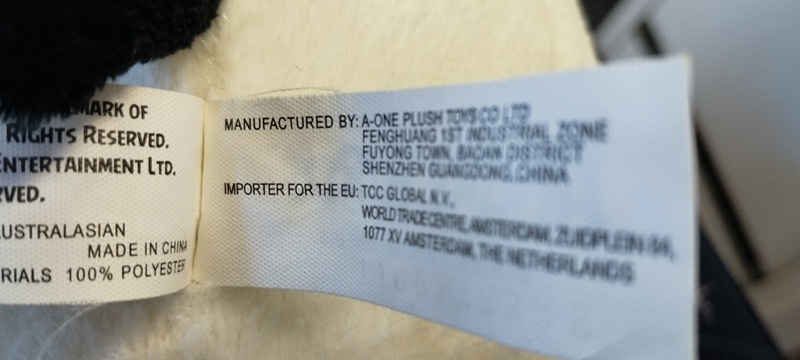 MARK OF
RIGHTS RESERVED.
ENTERTAINMENT LTD.
RVED.
USTRALASIAN
MADE IN CHINA
RIALS 100% POLYESTER
MANUFACTURED BY: A-ONE PLUSH TOYS CO LTD
FENGHUANG 1ST INDUSTRIAL ZONE
FUYONG TOWN, BAOAN DISTRICT
SHENZHEN GUANGDONG, CHINA
IMPORTER FOR THE EU: TCC GLOBAL N.V.,
WORLD TRADE CENTRE, AMSTERDAM, ZUIDPLEIN 84,
1077 XV AMSTERDAM, THE NETHERLANDS